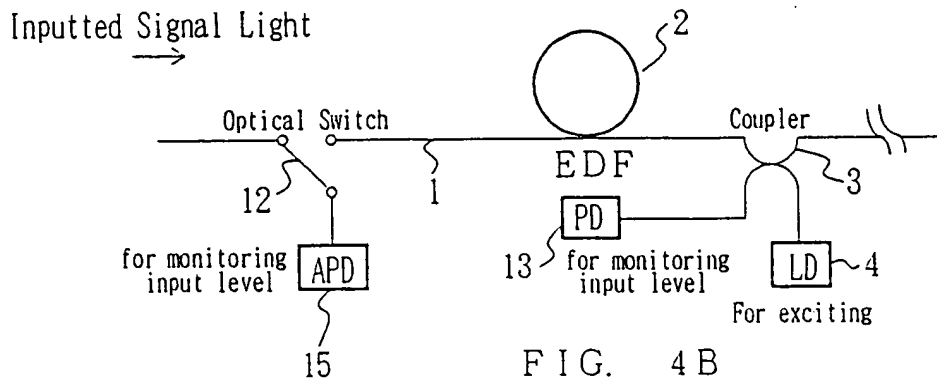 Inputted Signal Light
→
2
Optical Switch
Coupler
12
1
EDF
3
PD
13
for monitoring
input level
APD
for monitoring
input level
LD
4
For exciting
15
FIG. 4B